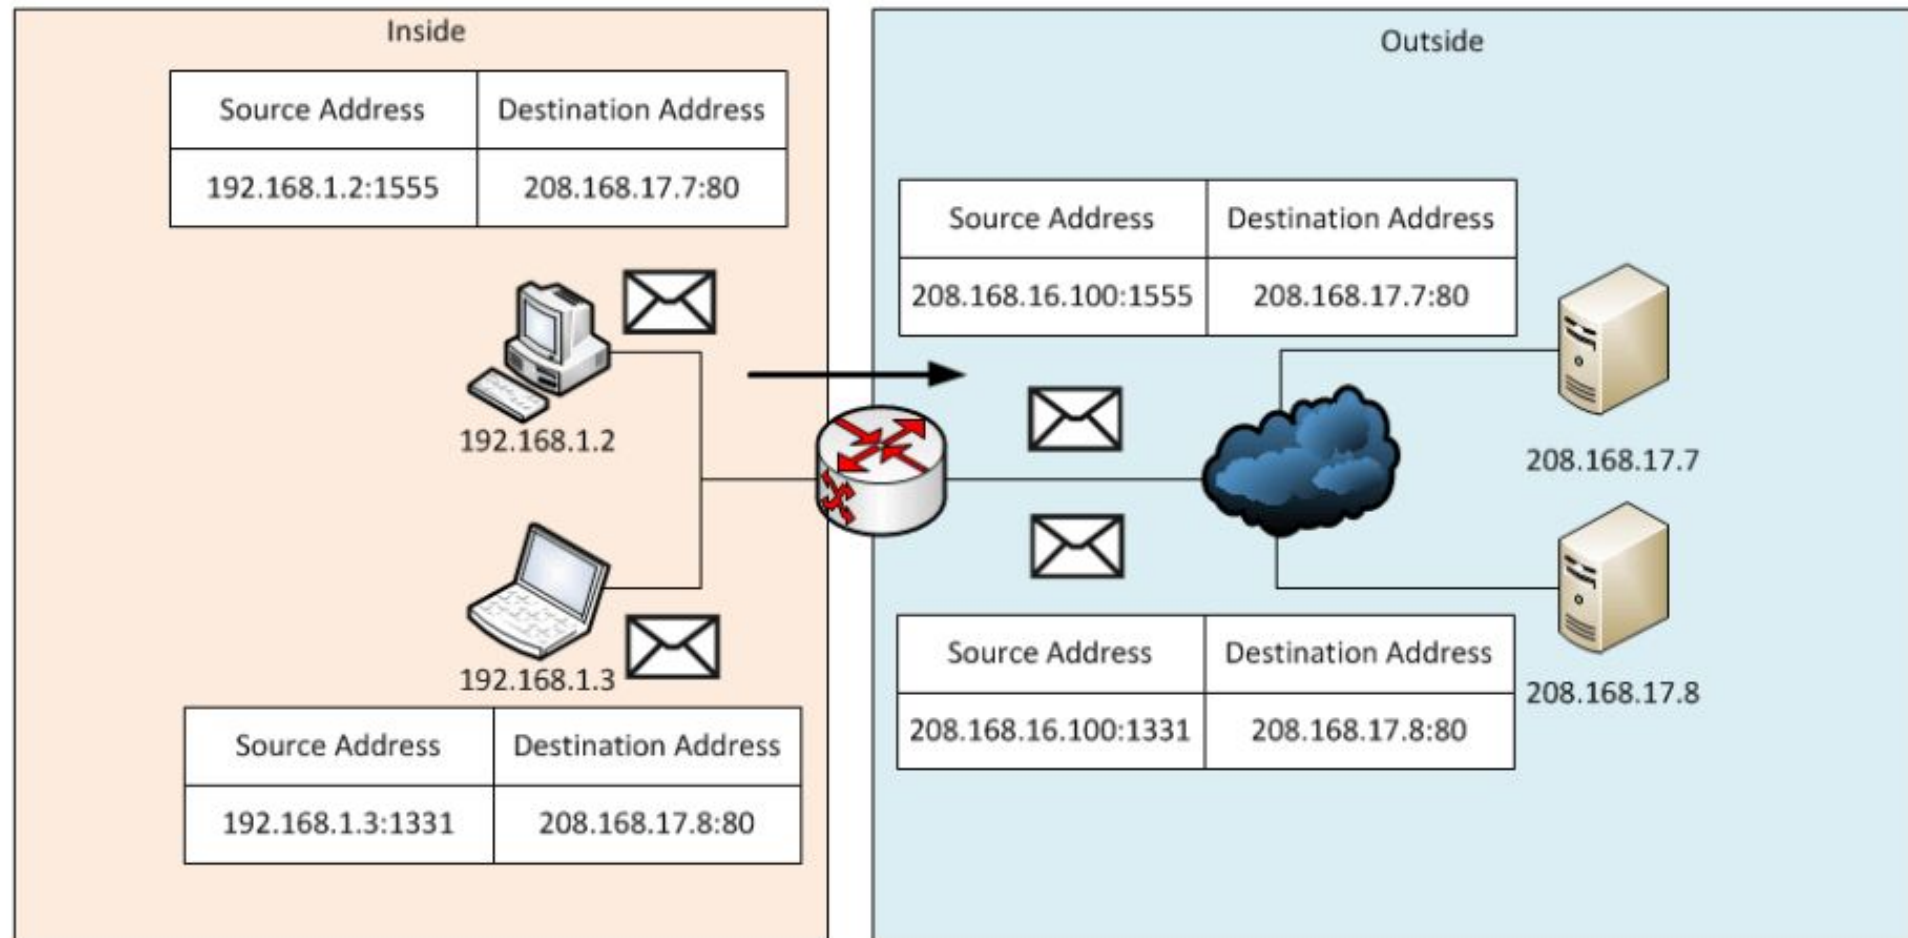 Inside
Source Address Destination Address
192.168.1.2:1555 208.168.17.7:80
192.168.1.2
192.168.1.3
Source Address Destination Address
192.168.1.3:1331 208.168.17.8:80
Outside
Source Address Destination Address
208.168.16.100:1555 208.168.17.7:80
208.168.17.7
Source Address Destination Address
208.168.16.100:1331 208.168.17.8:80
208.168.17.8